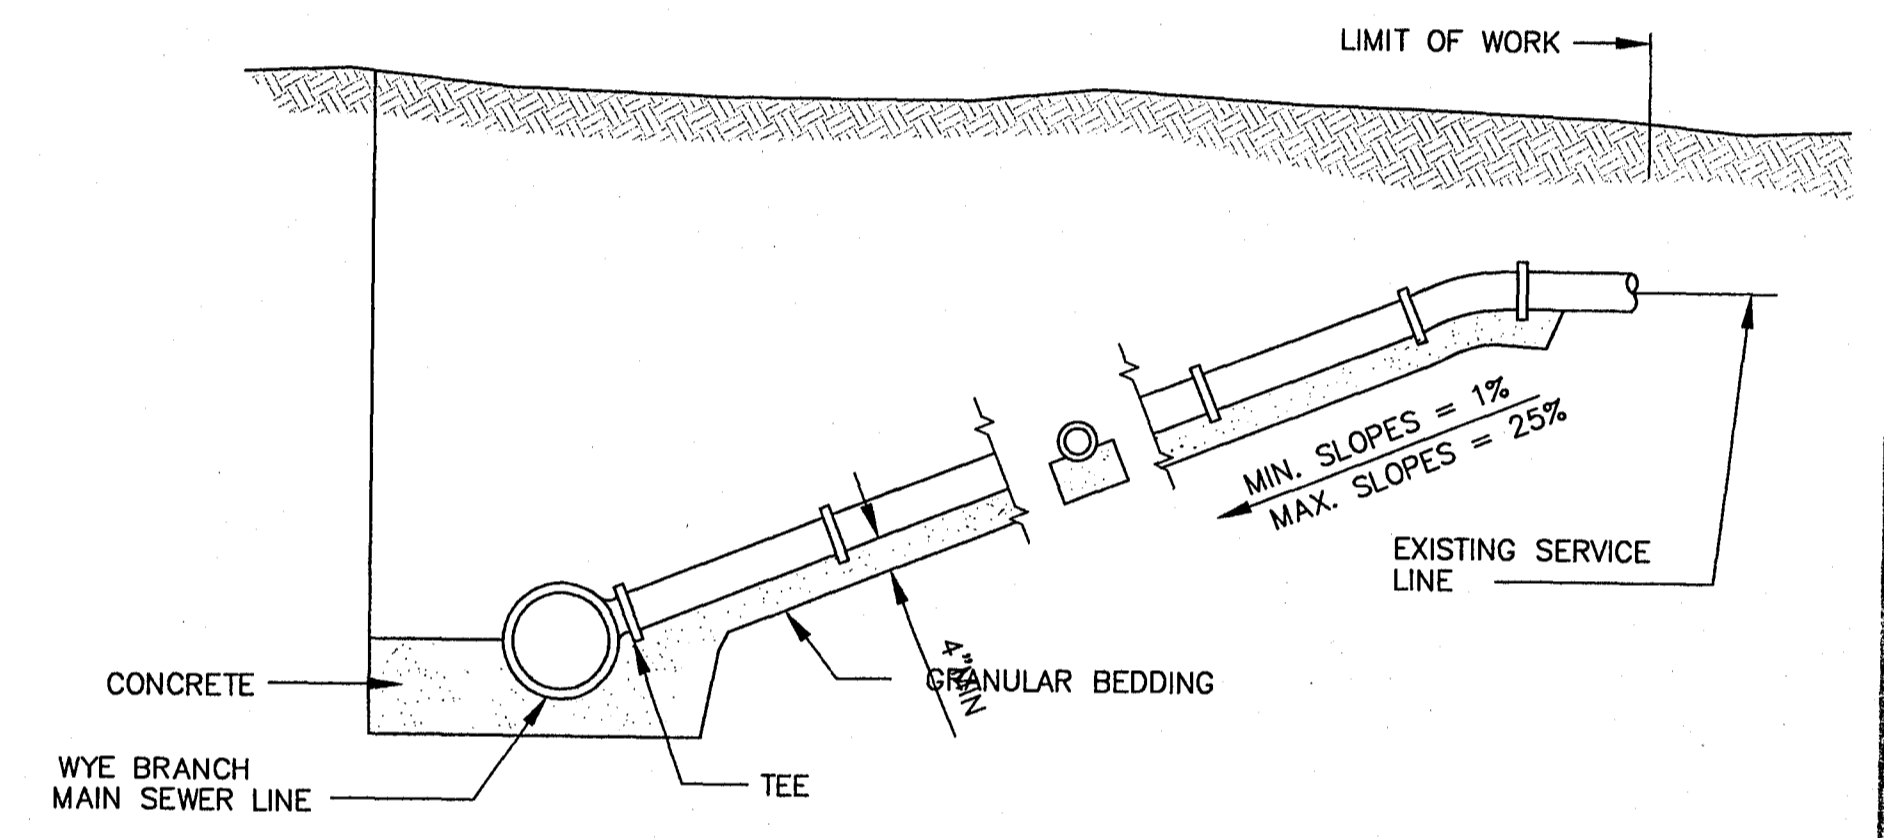 LIMIT OF WORK
MIN. SLOPES = 1%
MAX. SLOPES = 25%
EXISTING SERVICE
LINE
4"MIN
GRANULAR BEDDING
CONCRETE
WYE BRANCH
MAIN SEWER LINE
TEE